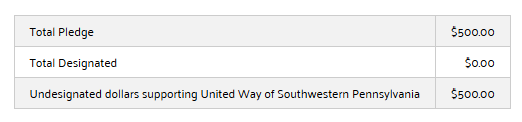 Total Pledge $500.00
Total Designated $0.00
Undesignated dollars supporting United Way of Southwestern Pennsylvania $500.00